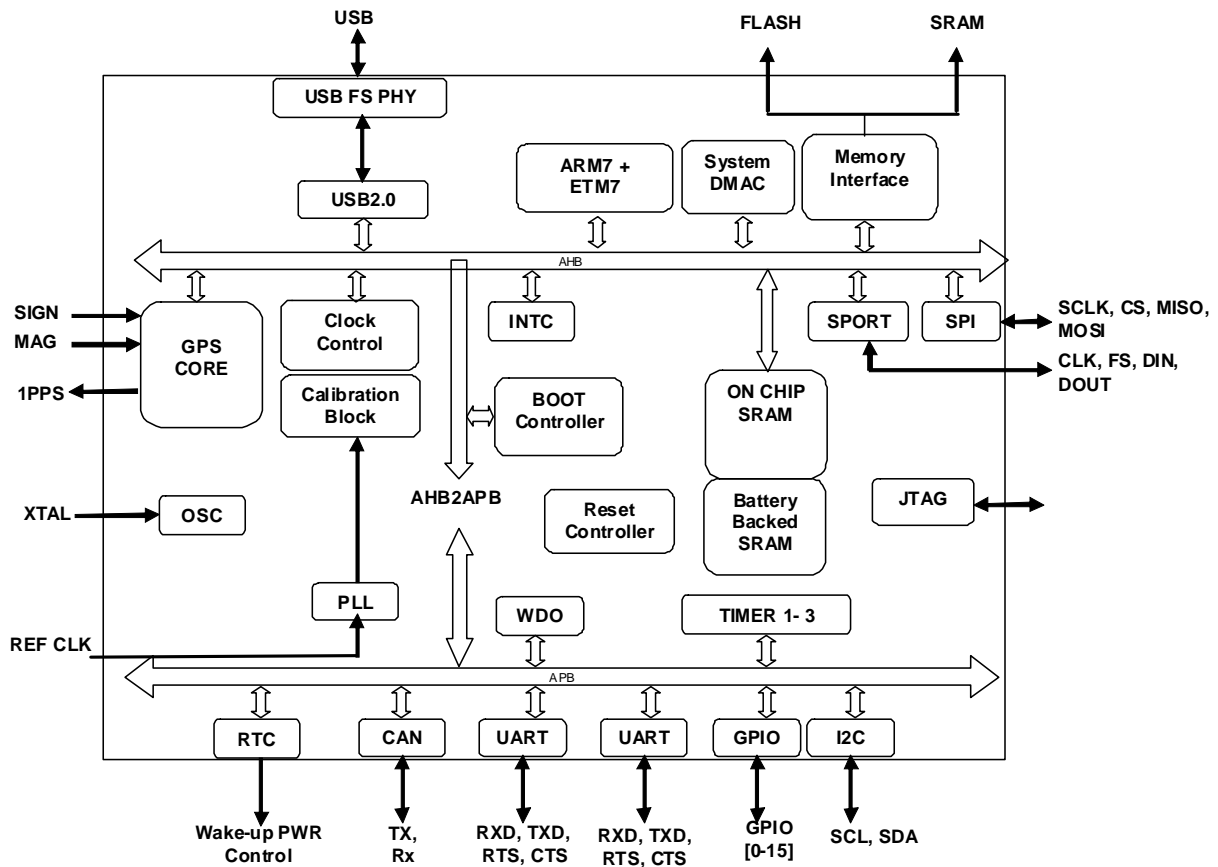 USB
FLASH
SRAM
USB FS PHY
ARM7 +
ETM7
System
DMAC
Memory
Interface
USB2.0
AHB
SIGN
MAG
1PPS
GPS
CORE
Clock
Control
INTC
SPORT
SPI
SCLK, CS, MISO,
MOSI
CLK, FS, DIN,
DOUT
Calibration
Block
BOOT
Controller
ON CHIP
SRAM
AHB2APB
XTAL
OSC
Reset
Controller
Battery
Backed
SRAM
JTAG
PLL
WDO
TIMER 1- 3
REF CLK
APB
RTC
CAN
UART
UART
GPIO
I2C
Wake-up PWR
Control
TX,
Rx
RXD, TXD,
RTS, CTS
RXD, TXD,
RTS, CTS
GPIO
[0-15]
SCL, SDA